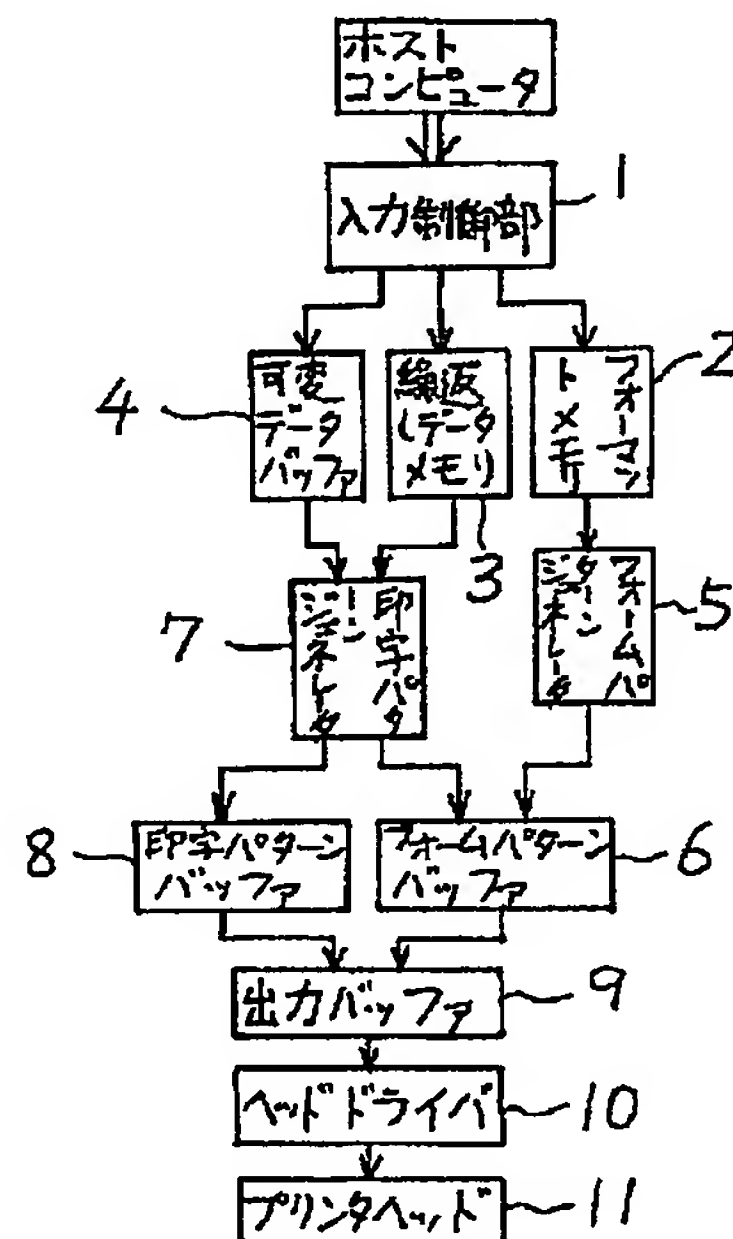 ホスト
コンピュータ
1
入力制御部
可変
データ
バッファ
4
繰返
しデータ
メモリ
3
フォーマッ
トメモリ
2
印字パタ
ーン
ジェネレータ
7
フォームパ
ターン
ジェネレータ
5
印字パターン
バッファ
8
フォームパターン
バッファ
6
出力バッファ
9
ヘッドドライバ
10
プリンタヘッド
11